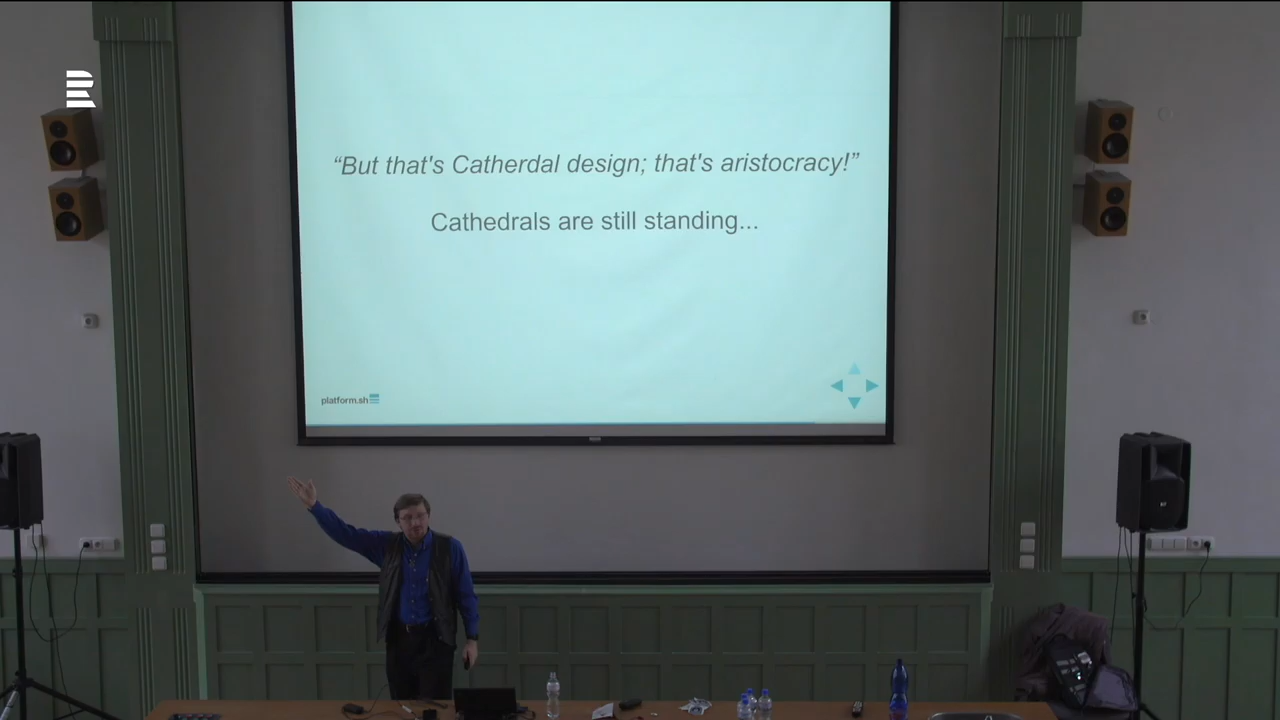 “But that's Catherdal design; that's aristocracy!”
Cathedrals are still standing...
platform.sh